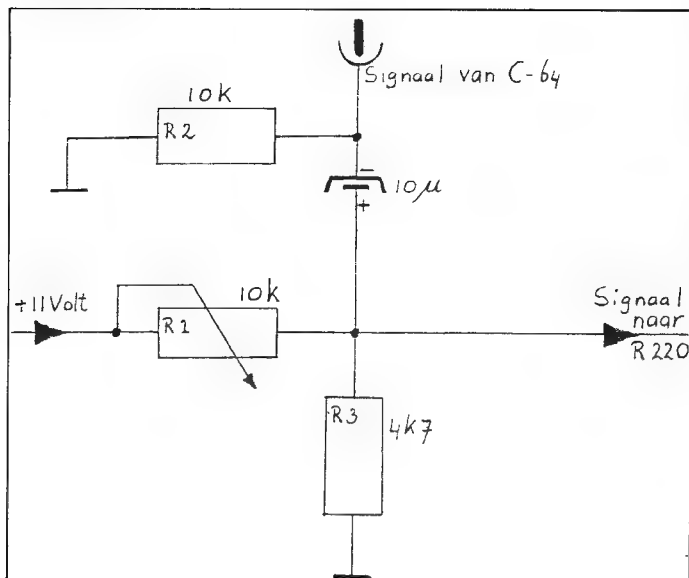 Signaal van C-64
10k
R2
-
10µ
+
+11Volt
10k
R1
Signaal
naar
R220
R3
4k7